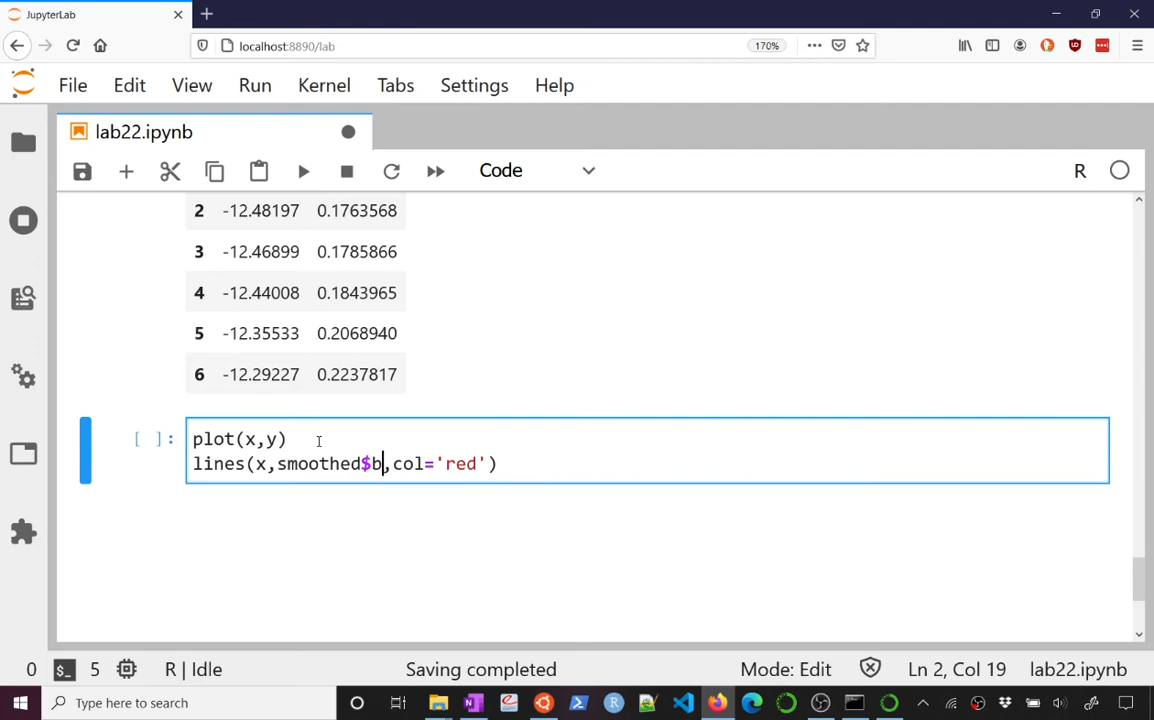 JupyterLab
localhost:8890/lab
170%
File Edit View Run Kernel Tabs Settings Help
lab22.ipynb
Code
R
2 -12.48197 0.1763568
3 -12.46899 0.1785866
4 -12.44008 0.1843965
5 -12.35533 0.2068940
6 -12.29227 0.2237817
[ ]: plot(x,y)
lines(x,smoothed$b,col='red')
0 5 R | Idle Saving completed Mode: Edit Ln 2, Col 19 lab22.ipynb
Type here to search